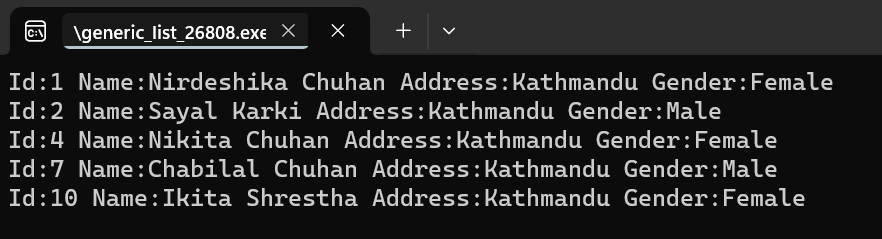 \generic_list_26808.exe
Id:1 Name:Nirdeshika Chuhan Address:Kathmandu Gender:Female
Id:2 Name:Sayal Karki Address:Kathmandu Gender:Male
Id:4 Name:Nikita Chuhan Address:Kathmandu Gender:Female
Id:7 Name:Chabilal Chuhan Address:Kathmandu Gender:Male
Id:10 Name:Ikita Shrestha Address:Kathmandu Gender:Female